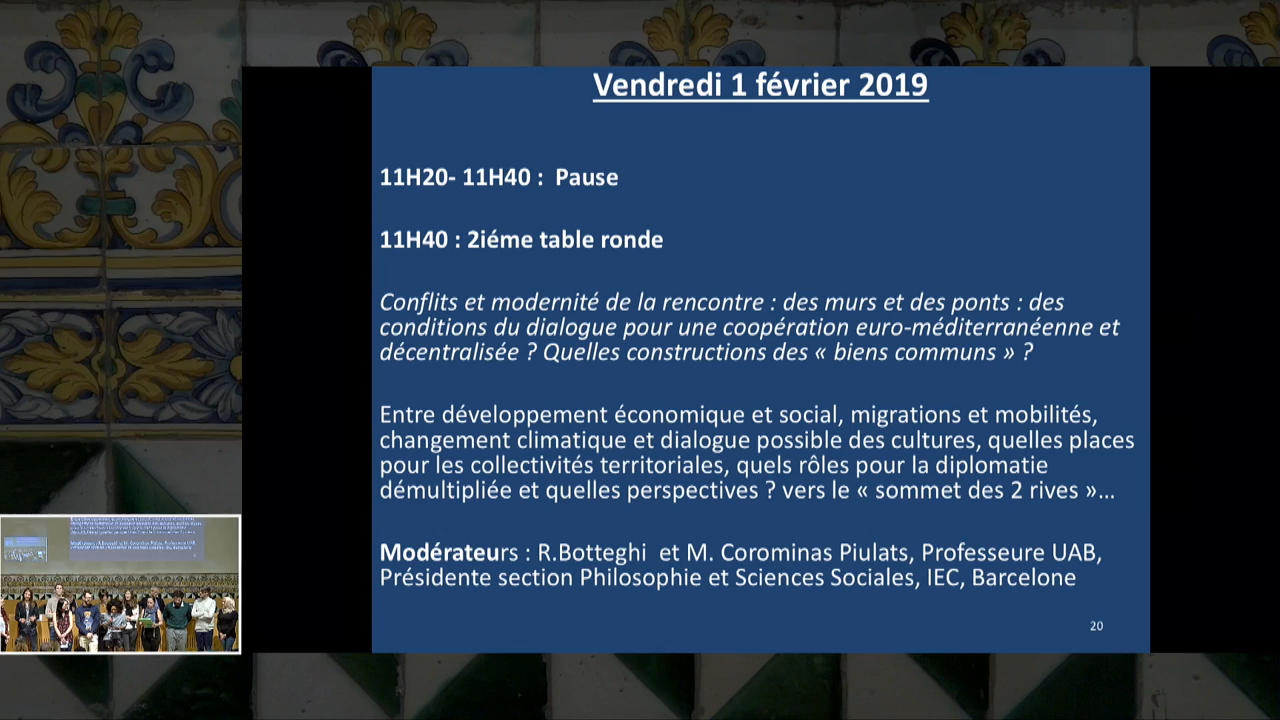 Vendredi 1 février 2019
11H20- 11H40 : Pause
11H40 : 2iéme table ronde
Conflits et modernité de la rencontre : des murs et des ponts : des
conditions du dialogue pour une coopération euro-méditerranéenne et
décentralisée ? Quelles constructions des « biens communs » ?
Entre développement économique et social, migrations et mobilités,
changement climatique et dialogue possible des cultures, quelles places
pour les collectivités territoriales, quels rôles pour la diplomatie
démultipliée et quelles perspectives ? vers le « sommet des 2 rives »...
Modérateurs : R.Botteghi et M. Corominas Piulats, Professeure UAB,
Présidente section Philosophie et Sciences Sociales, IEC, Barcelone
20